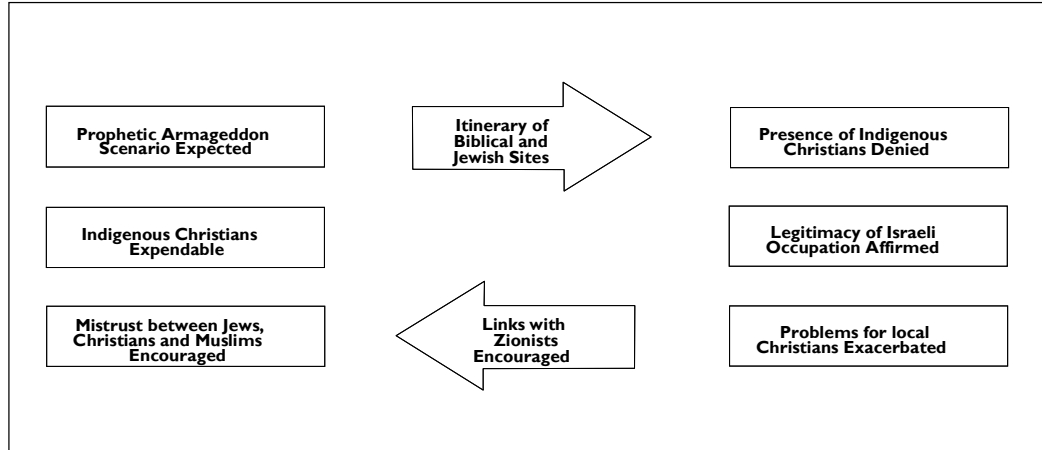 Prophetic Armageddon
Scenario Expected
Itinerary of
Biblical and
Jewish Sites
Presence of Indigenous
Christians Denied
Indigenous Christians
Expendable
Legitimacy of Israeli
Occupation Affirmed
Mistrust between Jews,
Christians and Muslims
Encouraged
Links with
Zionists
Encouraged
Problems for local
Christians Exacerbated